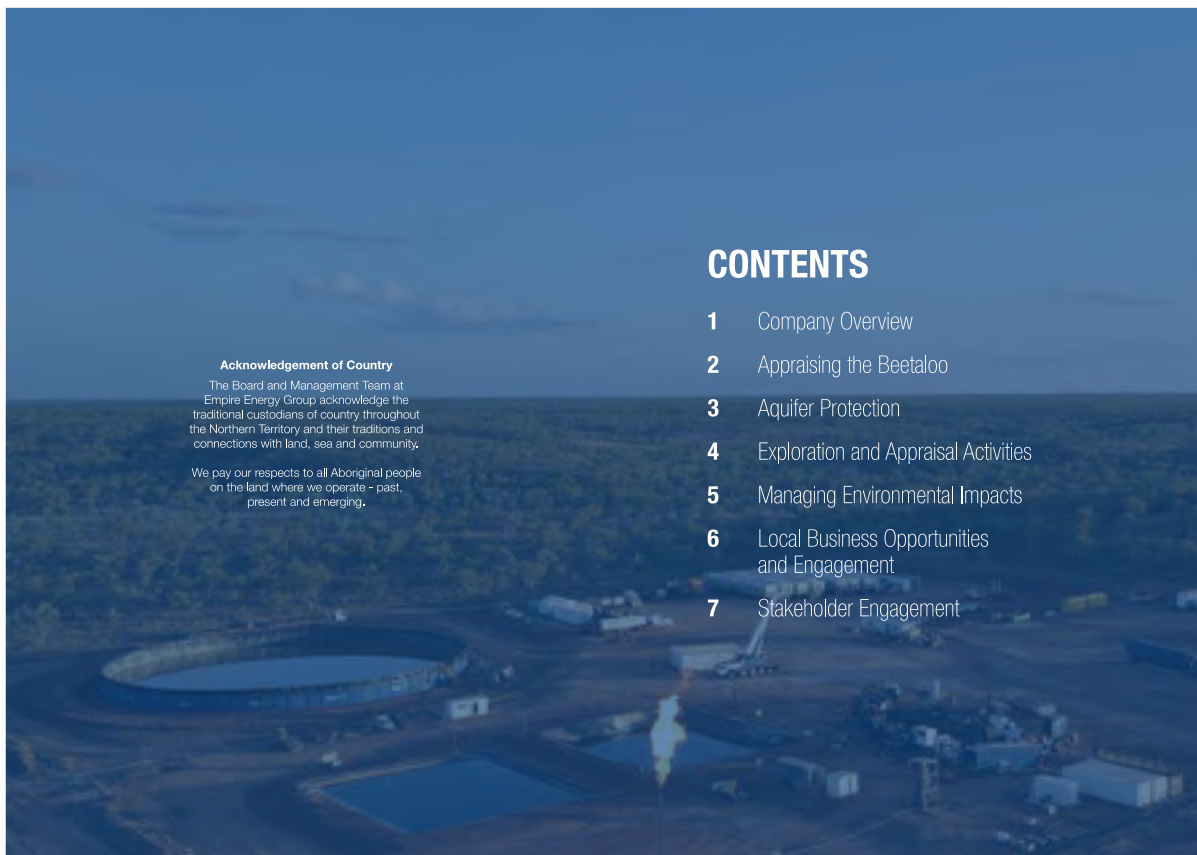 Acknowledgement of Country
The Board and Management Team at
Empire Energy Group acknowledge the
traditional custodians of country throughout
the Northern Territory and their traditions and
connections with land, sea and community.
We pay our respects to all Aboriginal people
on the land where we operate - past,
present and emerging.
CONTENTS
1 Company Overview
2 Appraising the Beetaloo
3 Aquifer Protection
4 Exploration and Appraisal Activities
5 Managing Environmental Impacts
6 Local Business Opportunities
and Engagement
7 Stakeholder Engagement